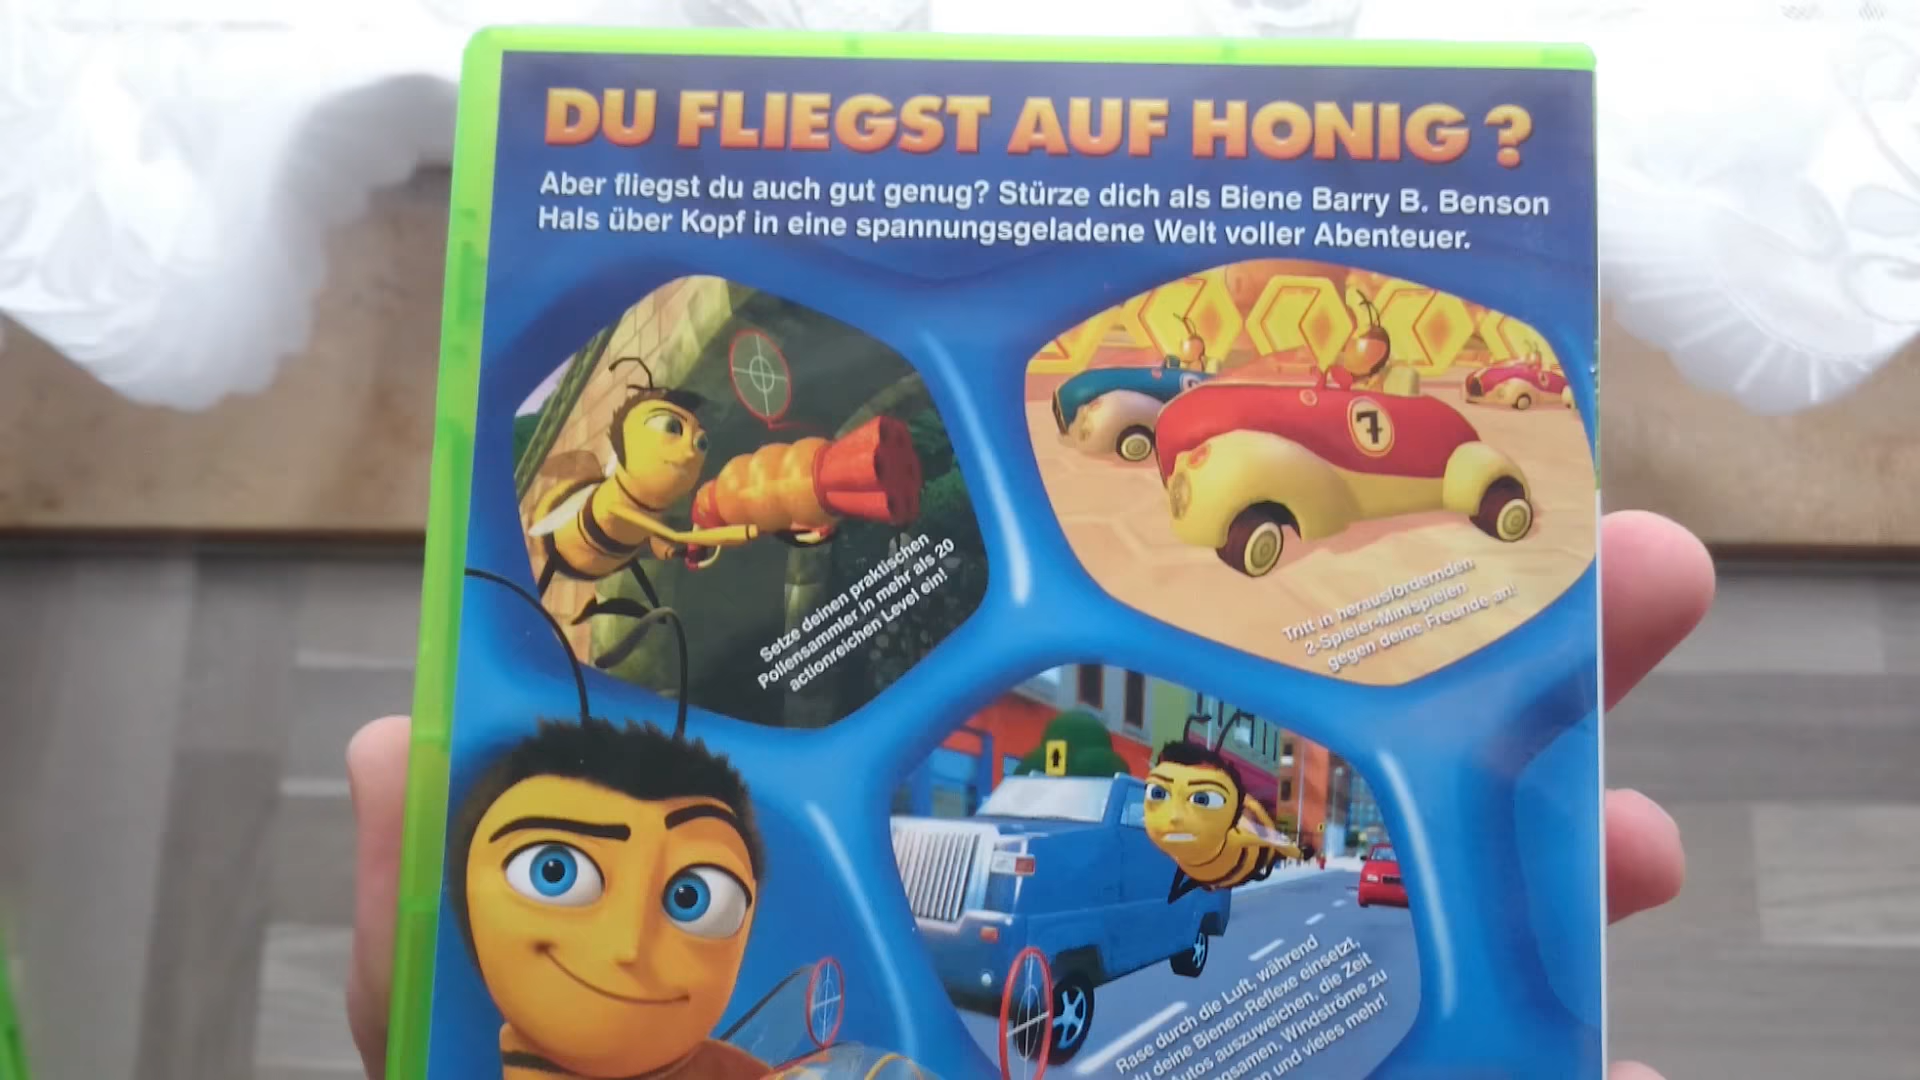 DU FLIEGST AUF HONIG?
Aber fliegst du auch gut genug? Stürze dich als Biene Barry B. Benson
Hals über Kopf in eine spannungsgeladene Welt voller Abenteuer.
Setze deinen praktischen
Pollensammler in mehr als 20
actionreichen Level ein!
7
Tritt in herausfordernden
2-Spieler-Minispielen
gegen deine Freunde an!
Rase durch die Luft, während
du deine Bienen-Reflexe einsetzt,
Autos auszuweichen, die Zeit
Windströme zu
und vieles mehr!